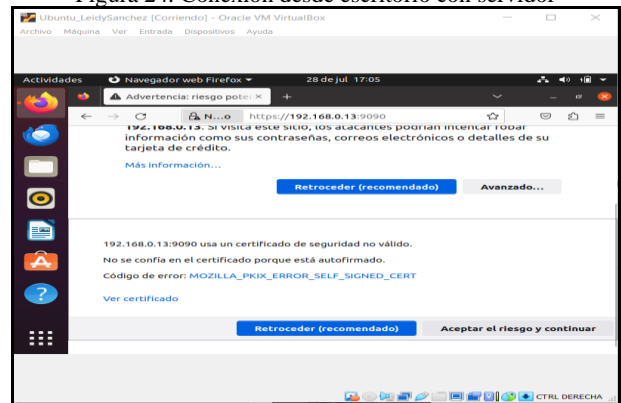 Figura 24. Conexión desde escritorio con servidor
Ubuntu_LeidySanchez [Corriendo] - Oracle VM VirtualBox
Archivo Máquina Ver Entrada Dispositivos Ayuda
Actividades Navegador web Firefox 28 de jul 17:05
Advertencia: riesgo pote
N...o https://192.168.0.13:9090
192.168.0.13. Si visita este sitio, los atacantes podrían intentar robar
información como sus contraseñas, correos electrónicos o detalles de su
tarjeta de crédito.
Más información...
Retroceder (recomendado) Avanzado...
192.168.0.13:9090 usa un certificado de seguridad no válido.
No se confía en el certificado porque está autofirmado.
Código de error: MOZILLA_PKIX_ERROR_SELF_SIGNED_CERT
Ver certificado
Retroceder (recomendado) Aceptar el riesgo y continuar
CTRL DERECHA